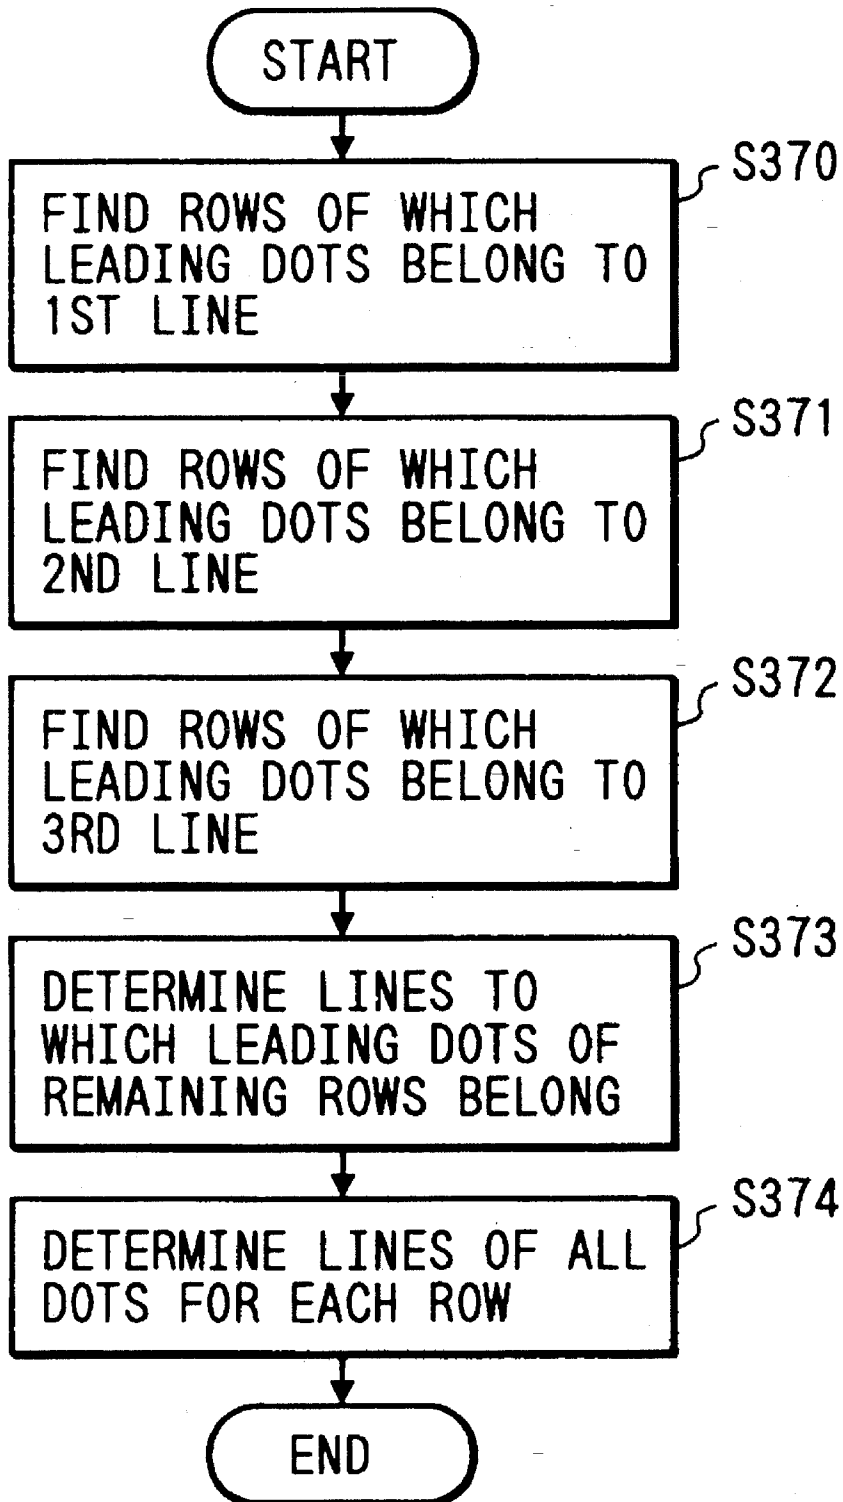 START
S370
FIND ROWS OF WHICH
LEADING DOTS BELONG TO
1ST LINE
S371
FIND ROWS OF WHICH
LEADING DOTS BELONG TO
2ND LINE
S372
FIND ROWS OF WHICH
LEADING DOTS BELONG TO
3RD LINE
S373
DETERMINE LINES TO
WHICH LEADING DOTS OF
REMAINING ROWS BELONG
S374
DETERMINE LINES OF ALL
DOTS FOR EACH ROW
END